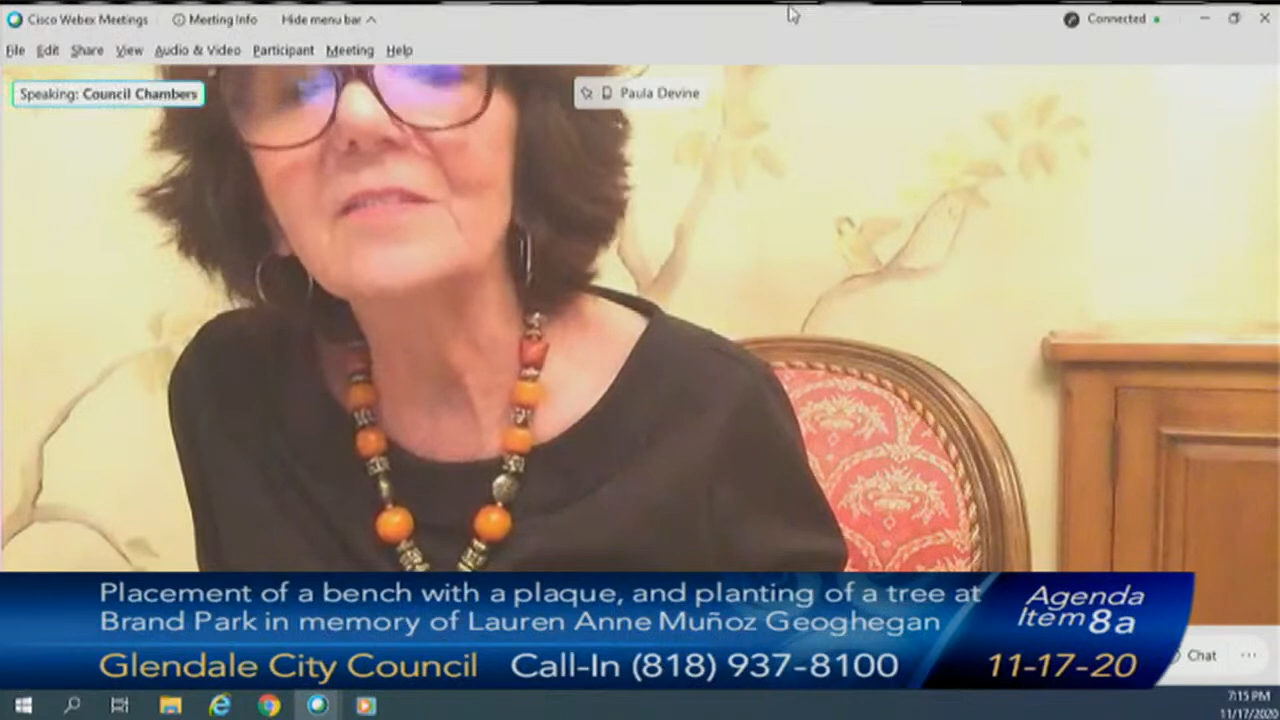 Cisco Webex Meetings
Meeting Info
Hide menu bar
Connected
File Edit Share View Audio & Video Participant Meeting Help
Speaking: Council Chambers
Paula Devine
Placement of a bench with a plaque, and planting of a tree at
Brand Park in memory of Lauren Anne Muñoz Geoghegan
Agenda
Item 8a
Glendale City Council Call-In (818) 937-8100
11-17-20
Chat
7:15 PM
11/17/2020